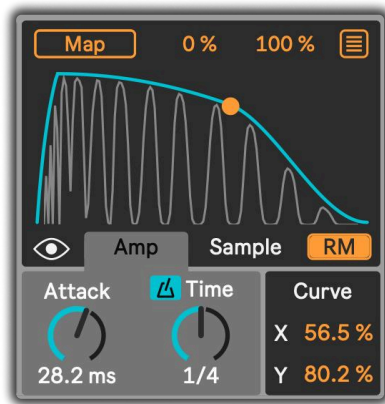 Map 0 % 100 %
Amp Sample RM
Attack Time Curve
X 56.5 %
28.2 ms 1/4 Y 80.2 %